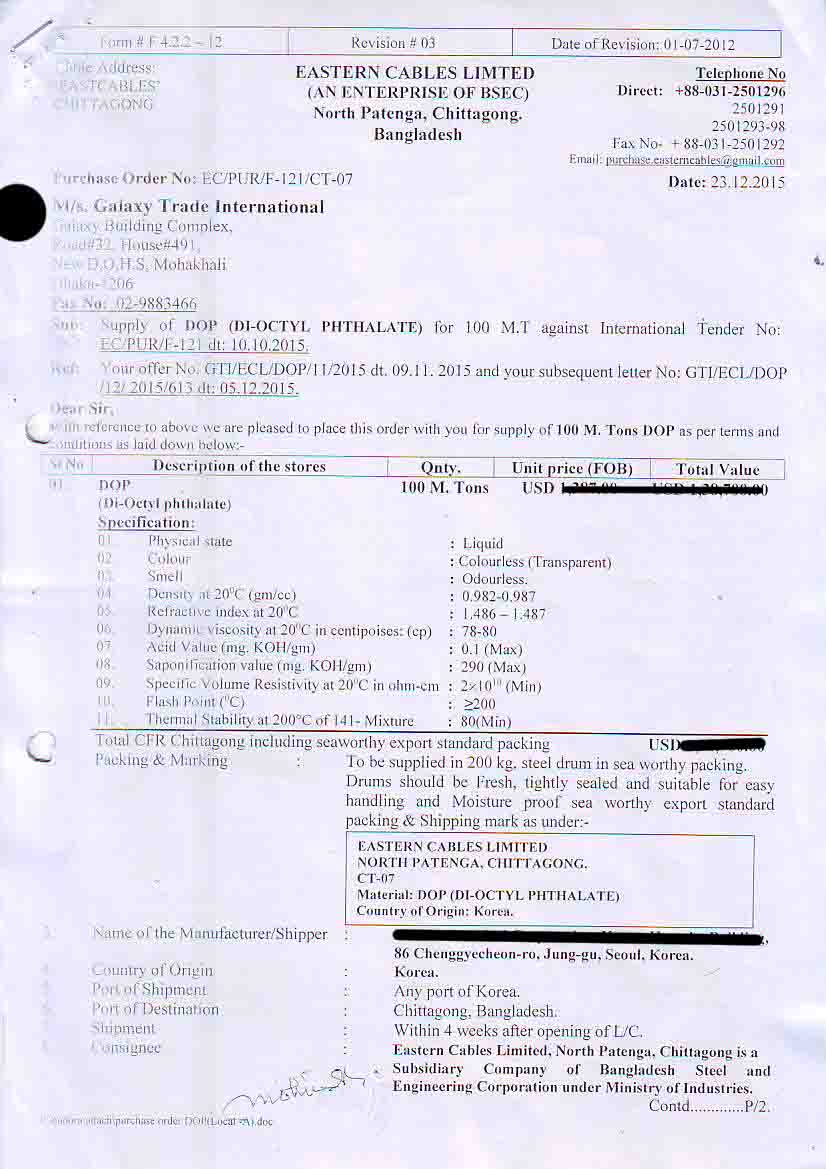 Form # F 4.2.2 – 12 Revision # 03 Date of Revision: 01-07-2012
Cable Address:
'EASTCABLES'
CHITTAGONG
EASTERN CABLES LIMTED
(AN ENTERPRISE OF BSEC)
North Patenga, Chittagong.
Bangladesh
Telephone No
Direct: +88-031-2501296
2501291
2501293-98
Fax No- + 88-031-2501292
Email: purchase.easterncables@gmail.com
Purchase Order No: EC/PUR/F-121/CT-07 Date: 23.12.2015
M/s. Galaxy Trade International
Galaxy Building Complex,
Road#32, House#491,
New D.O.H.S, Mohakhali
Dhaka-1206
Fax No: 02-9883466
Sub: Supply of DOP (DI-OCTYL PHTHALATE) for 100 M.T against International Tender No:
EC/PUR/F-121 dt: 10.10.2015.
Ref: Your offer No. GTI/ECL/DOP/11/2015 dt. 09.11. 2015 and your subsequent letter No: GTI/ECL/DOP
/12/ 2015/613 dt: 05.12.2015.
Dear Sir,
With reference to above we are pleased to place this order with you for supply of 100 M. Tons DOP as per terms and
conditions as laid down below:-
Sl No Description of the stores Qnty. Unit price (FOB) Total Value
01. DOP 100 M. Tons USD
(Di-Octyl phthalate)
Specification:
01. Physical state : Liquid
02 Colour : Colourless (Transparent)
03. Smell : Odourless.
04. Density at 20°C (gm/cc) : 0.982-0.987
05. Refractive index at 20°C : 1.486 – 1.487
06. Dynamic viscosity at 20°C in centipoises: (cp) : 78-80
07. Acid Value (mg. KOH/gm) : 0.1 (Max)
08. Saponification value (mg. KOH/gm) : 290 (Max)
09. Specific Volume Resistivity at 20°C in ohm-cm : 2×10¹⁰ (Min)
10. Flash Point (°C) : ≥200
11. Thermal Stability at 200°C of 141- Mixture : 80(Min)
Total CFR Chittagong including seaworthy export standard packing USD
Packing & Marking : To be supplied in 200 kg. steel drum in sea worthy packing.
Drums should be Fresh, tightly sealed and suitable for easy
handling and Moisture proof sea worthy export standard
packing & Shipping mark as under:-
EASTERN CABLES LIMITED
NORTH PATENGA, CHITTAGONG.
CT-07
Material: DOP (DI-OCTYL PHTHALATE)
Country of Origin: Korea.
3. Name of the Manufacturer/Shipper :
86 Chenggyecheon-ro, Jung-gu, Seoul, Korea.
4. Country of Origin : Korea.
5. Port of Shipment : Any port of Korea.
6. Port of Destination : Chittagong, Bangladesh.
7. Shipment : Within 4 weeks after opening of L/C.
8. Consignee : Eastern Cables Limited, North Patenga, Chittagong is a
Subsidiary Company of Bangladesh Steel and
Engineering Corporation under Ministry of Industries.
Contd.............P/2.
purchase order DOP(Locat -A).doc